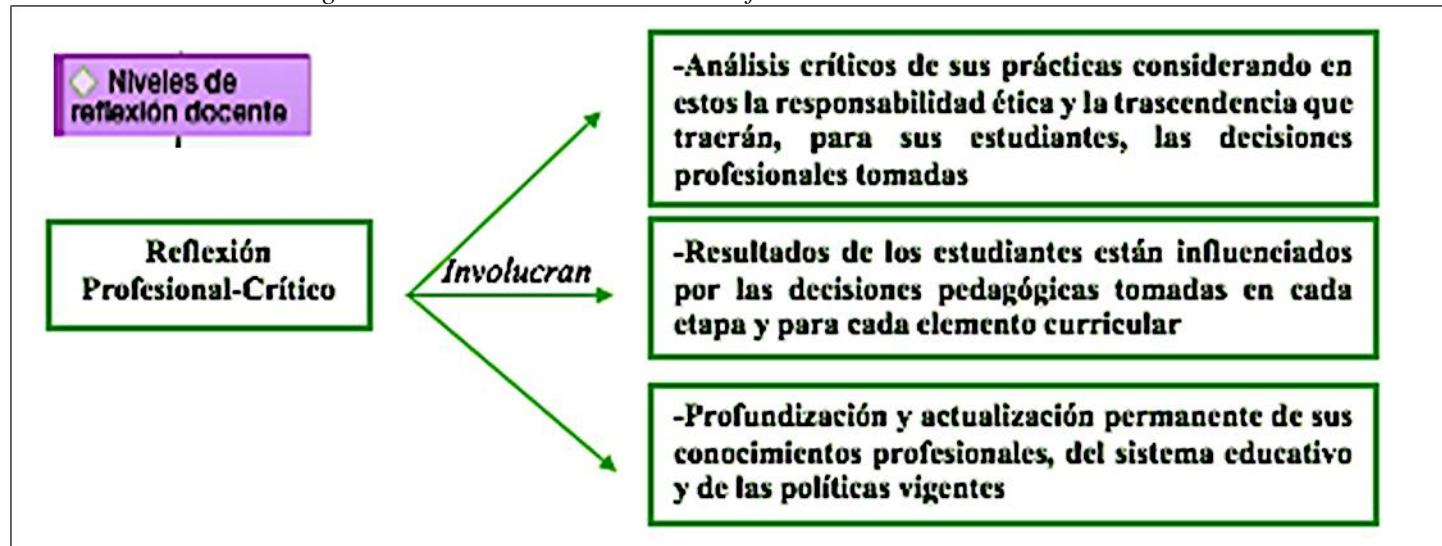 Niveles de
reflexión docente
Reflexión
Profesional-Crítico
Involucran
-Análisis críticos de sus prácticas considerando en
estos la responsabilidad ética y la trascendencia que
traerán, para sus estudiantes, las decisiones
profesionales tomadas
-Resultados de los estudiantes están influenciados
por las decisiones pedagógicas tomadas en cada
etapa y para cada elemento curricular
-Profundización y actualización permanente de sus
conocimientos profesionales, del sistema educativo
y de las políticas vigentes